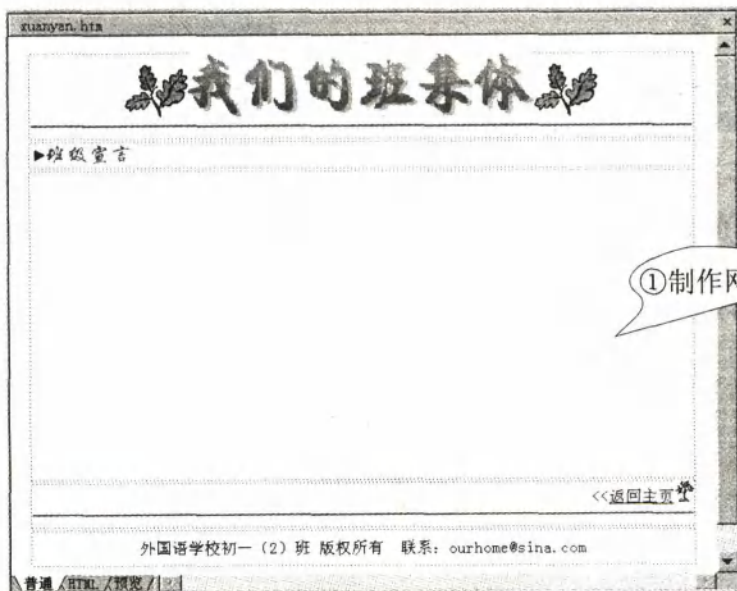 xuanyan.htm
我们的班集体
▶班级宣言
①制作网
<<返回主页
外国语学校初一（2）班 版权所有 联系：ourhome@sina.com
普通 HTML 预览